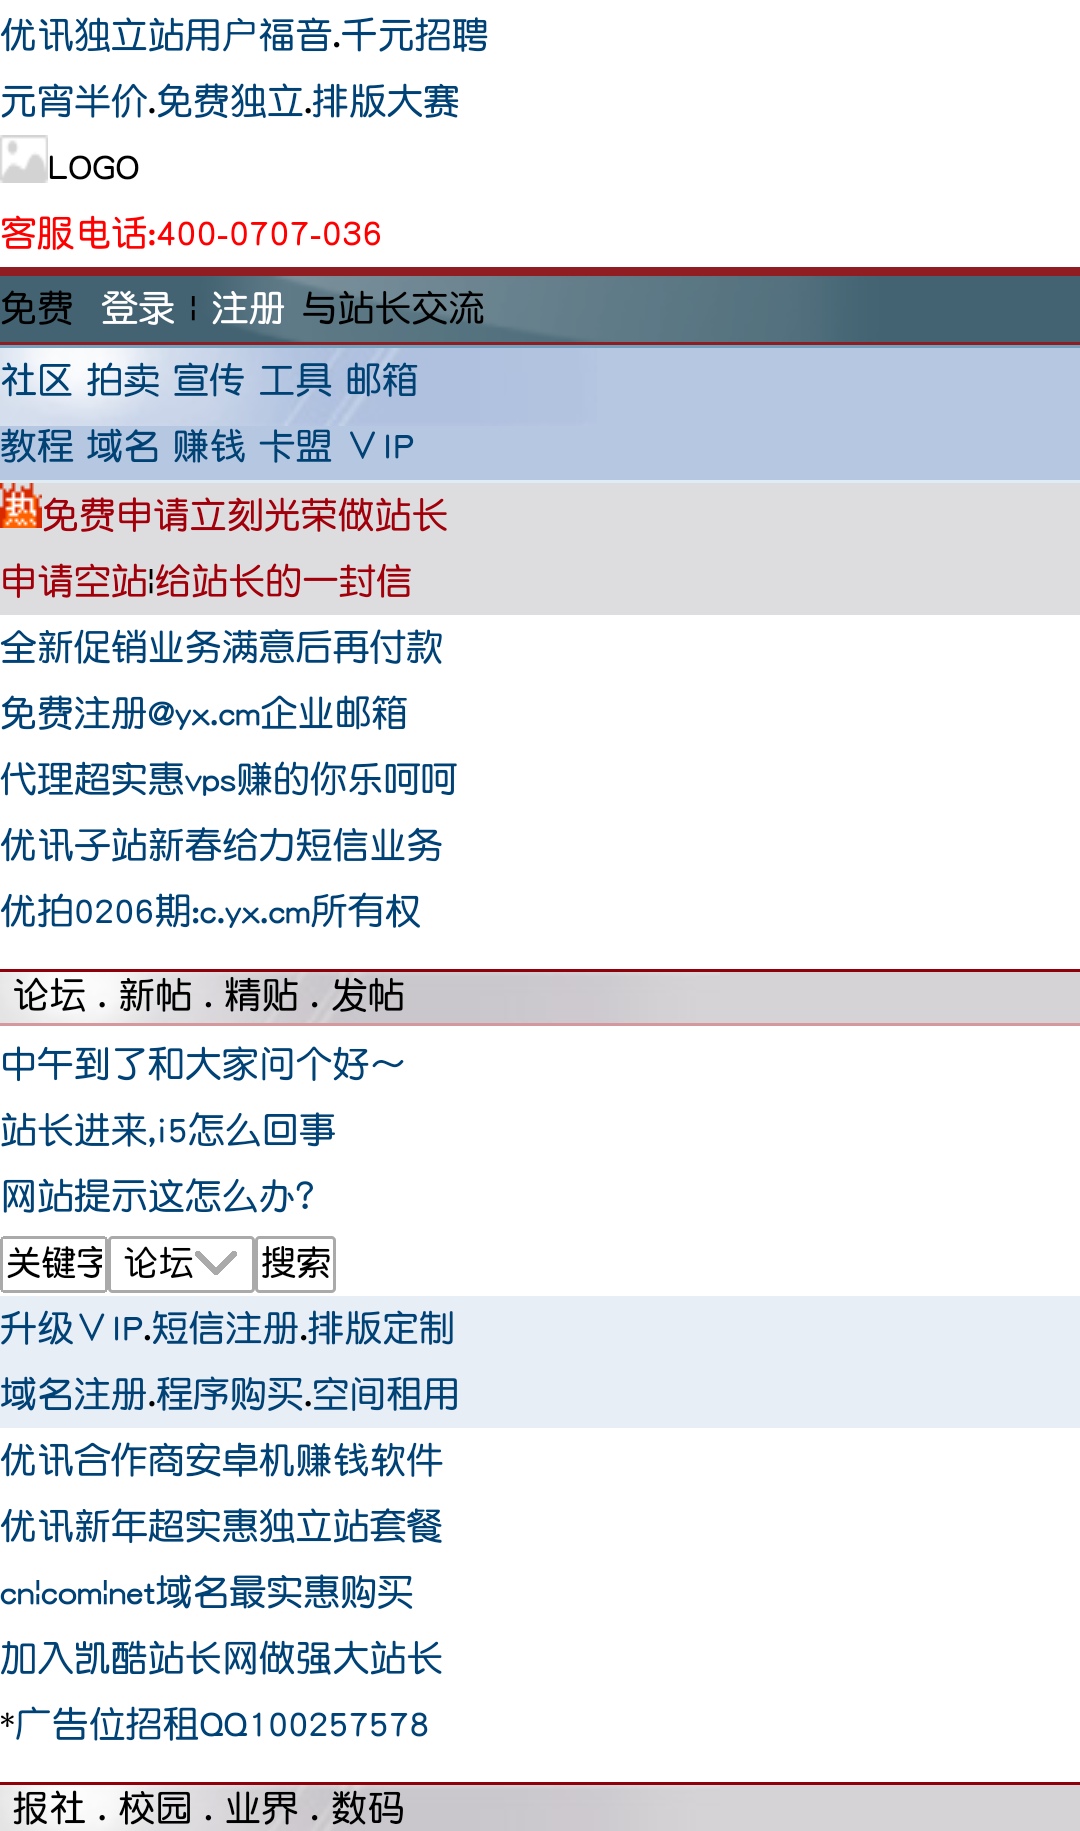 优讯独立站用户福音.千元招聘
元宵半价.免费独立.排版大赛
LOGO
客服电话:400-0707-036
免费 登录 ¦ 注册 与站长交流
社区 拍卖 宣传 工具 邮箱
教程 域名 赚钱 卡盟 VIP
热免费申请立刻光荣做站长
申请空站¦给站长的一封信
全新促销业务满意后再付款
免费注册@yx.cm企业邮箱
代理超实惠vps赚的你乐呵呵
优讯子站新春给力短信业务
优拍0206期:c.yx.cm所有权
论坛 . 新帖 . 精贴 . 发帖
中午到了和大家问个好～
站长进来,i5怎么回事
网站提示这怎么办?
关键字 论坛 搜索
升级VIP.短信注册.排版定制
域名注册.程序购买.空间租用
优讯合作商安卓机赚钱软件
优讯新年超实惠独立站套餐
cn¦com¦net域名最实惠购买
加入凯酷站长网做强大站长
*广告位招租QQ100257578
报社 . 校园 . 业界 . 数码